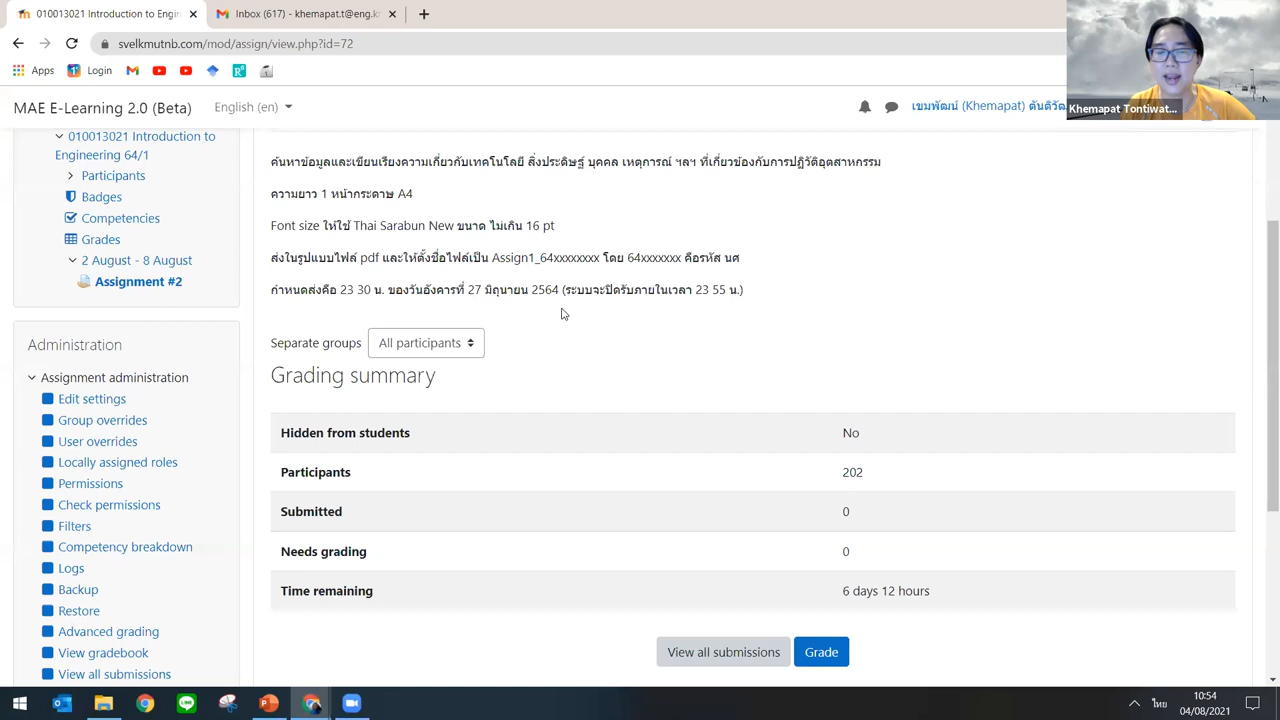 010013021 Introduction to Engin
Inbox (617) - khemapat.t@eng.k
svelkmutnb.com/mod/assign/view.php?id=72
Apps
Login
MAE E-Learning 2.0 (Beta)
English (en)
เขมพัฒน์ (Khemapat) ตันติวัฒ
Khemapat Tontiwat...
010013021 Introduction to
Engineering 64/1
Participants
Badges
Competencies
Grades
2 August - 8 August
Assignment #2
ค้นหาข้อมูลและเขียนเรียงความเกี่ยวกับเทคโนโลยี สิ่งประดิษฐ์ บุคคล เหตุการณ์ ฯลฯ ที่เกี่ยวข้องกับการปฏิวัติอุตสาหกรรม
ความยาว 1 หน้ากระดาษ A4
Font size ให้ใช้ Thai Sarabun New ขนาด ไม่เกิน 16 pt
ส่งในรูปแบบไฟล์ pdf และให้ตั้งชื่อไฟล์เป็น Assign1_64xxxxxxxx โดย 64xxxxxxx คือรหัส นศ
กำหนดส่งคือ 23 30 น. ของวันอังคารที่ 27 มิถุนายน 2564 (ระบบจะปิดรับภายในเวลา 23 55 น.)
Separate groups
All participants
Grading summary
Hidden from students No
Participants 202
Submitted 0
Needs grading 0
Time remaining 6 days 12 hours
View all submissions
Grade
Administration
Assignment administration
Edit settings
Group overrides
User overrides
Locally assigned roles
Permissions
Check permissions
Filters
Competency breakdown
Logs
Backup
Restore
Advanced grading
View gradebook
View all submissions
ไทย
10:54
04/08/2021